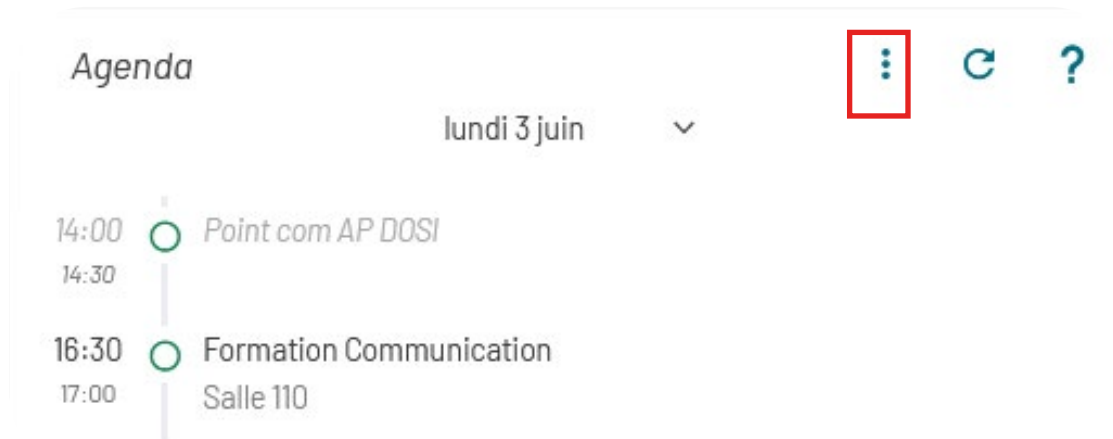 Agenda ?
lundi 3 juin
14:00 Point com AP DOSI
14:30
16:30 Formation Communication
17:00 Salle 110